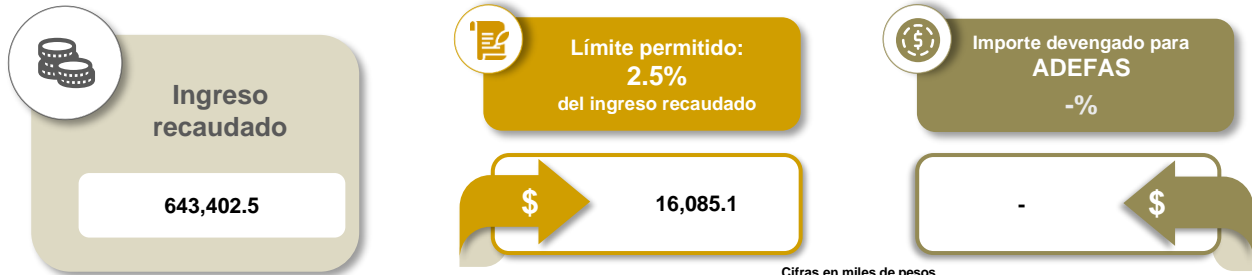 Ingreso
recaudado
643,402.5
Límite permitido:
2.5%
del ingreso recaudado
$
16,085.1
Importe devengado para
ADEFAS
-%
-
$
Cifras en miles de pesos